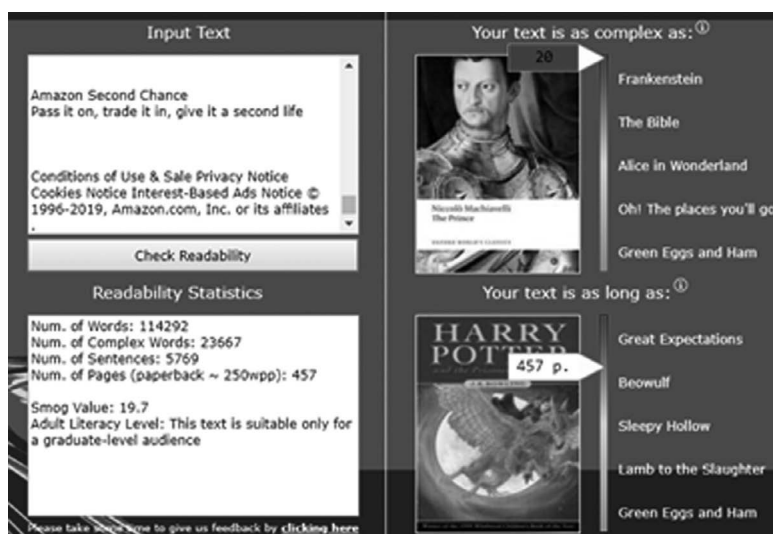 Input Text
Amazon Second Chance
Pass it on, trade it in, give it a second life
Conditions of Use & Sale Privacy Notice
Cookies Notice Interest-Based Ads Notice ©
1996-2019, Amazon.com, Inc. or its affiliates
.
Check Readability
Readability Statistics
Num. of Words: 114292
Num. of Complex Words: 23667
Num. of Sentences: 5769
Num. of Pages (paperback ~ 250wpp): 457
Smog Value: 19.7
Adult Literacy Level: This text is suitable only for
a graduate-level audience
Please take some time to give us feedback by clicking here
Your text is as complex as:
20
Niccolò Machiavelli
The Prince
OXFORD WORLD'S CLASSICS
Frankenstein
The Bible
Alice in Wonderland
Oh! The places you'll go
Green Eggs and Ham
Your text is as long as:
HARRY
POTTER
457 p.
J.K. ROWLING
Great Expectations
Beowulf
Sleepy Hollow
Lamb to the Slaughter
Green Eggs and Ham